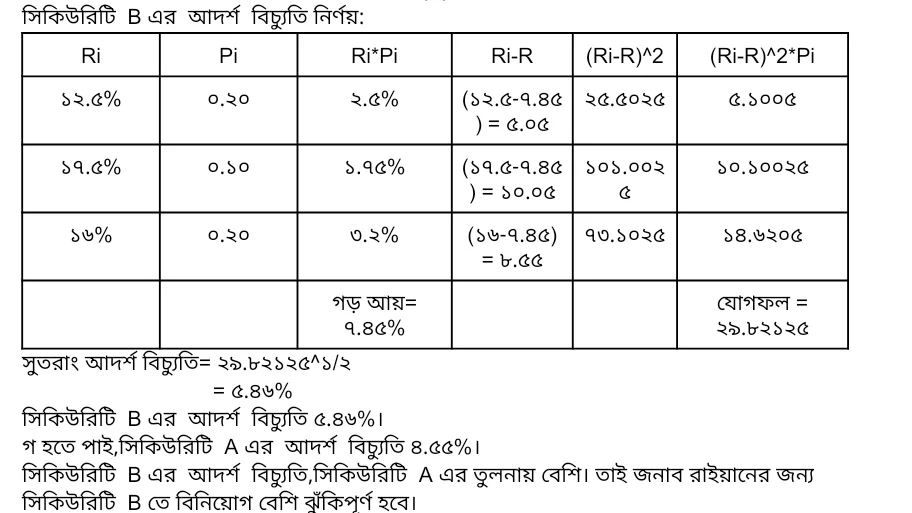 সিকিউরিটি B এর আদর্শ বিচ্যুতি নির্ণয়:
Ri Pi Ri*Pi Ri-R (Ri-R)^2 (Ri-R)^2*Pi
১২.৫% ০.২০ ২.৫% (১২.৫-৭.৪৫ ২৫.৫০২৫ ৫.১০০৫
) = ৫.০৫
১৭.৫% ০.১০ ১.৭৫% (১৭.৫-৭.৪৫ ১০১.০০২ ১০.১০০২৫
) = ১০.০৫ ৫
১৬% ০.২০ ৩.২% (১৬-৭.৪৫) ৭৩.১০২৫ ১৪.৬২০৫
= ৮.৫৫
গড় আয়= যোগফল =
৭.৪৫% ২৯.৮২১২৫
সুতরাং আদর্শ বিচ্যুতি= ২৯.৮২১২৫^১/২
= ৫.৪৬%
সিকিউরিটি B এর আদর্শ বিচ্যুতি ৫.৪৬%।
গ হতে পাই,সিকিউরিটি A এর আদর্শ বিচ্যুতি ৪.৫৫%।
সিকিউরিটি B এর আদর্শ বিচ্যুতি,সিকিউরিটি A এর তুলনায় বেশি। তাই জনাব রাইয়ানের জন্য
সিকিউরিটি B তে বিনিয়োগ বেশি ঝুঁকিপূর্ণ হবে।